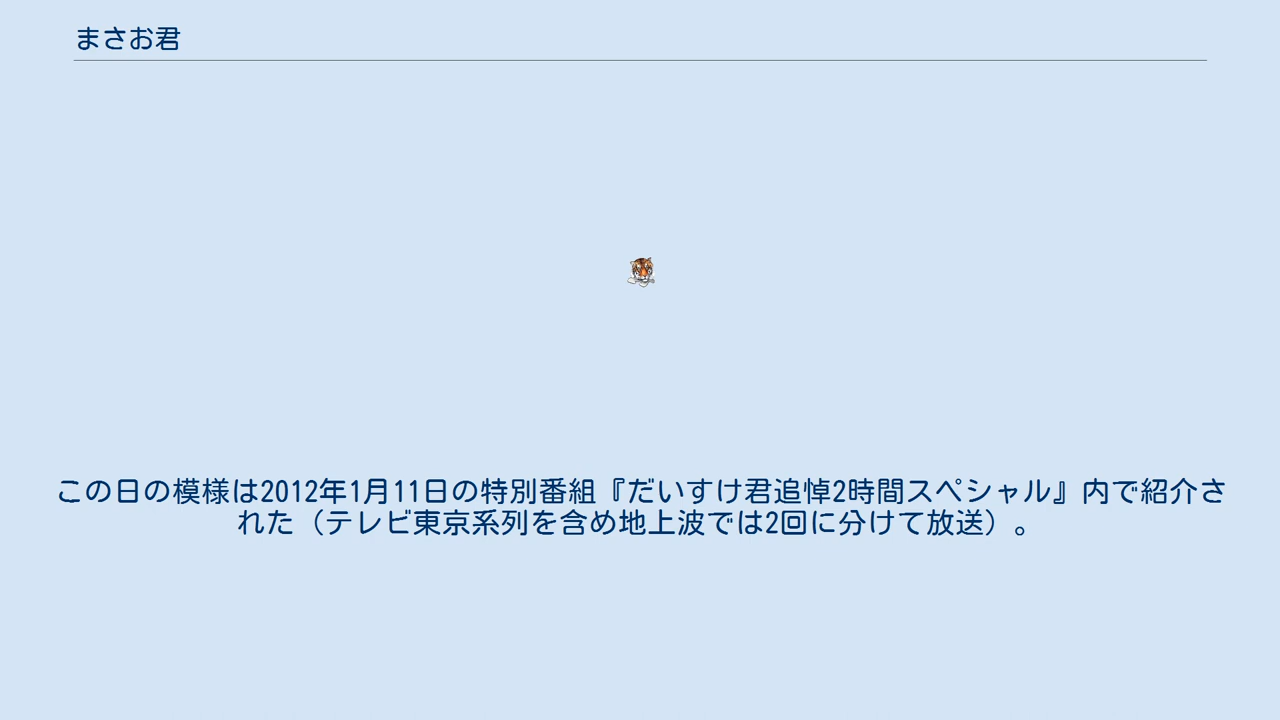 まさお君
この日の模様は2012年1月11日の特別番組『だいすけ君追悼2時間スペシャル』内で紹介さ
れた（テレビ東京系列を含め地上波では2回に分けて放送）。